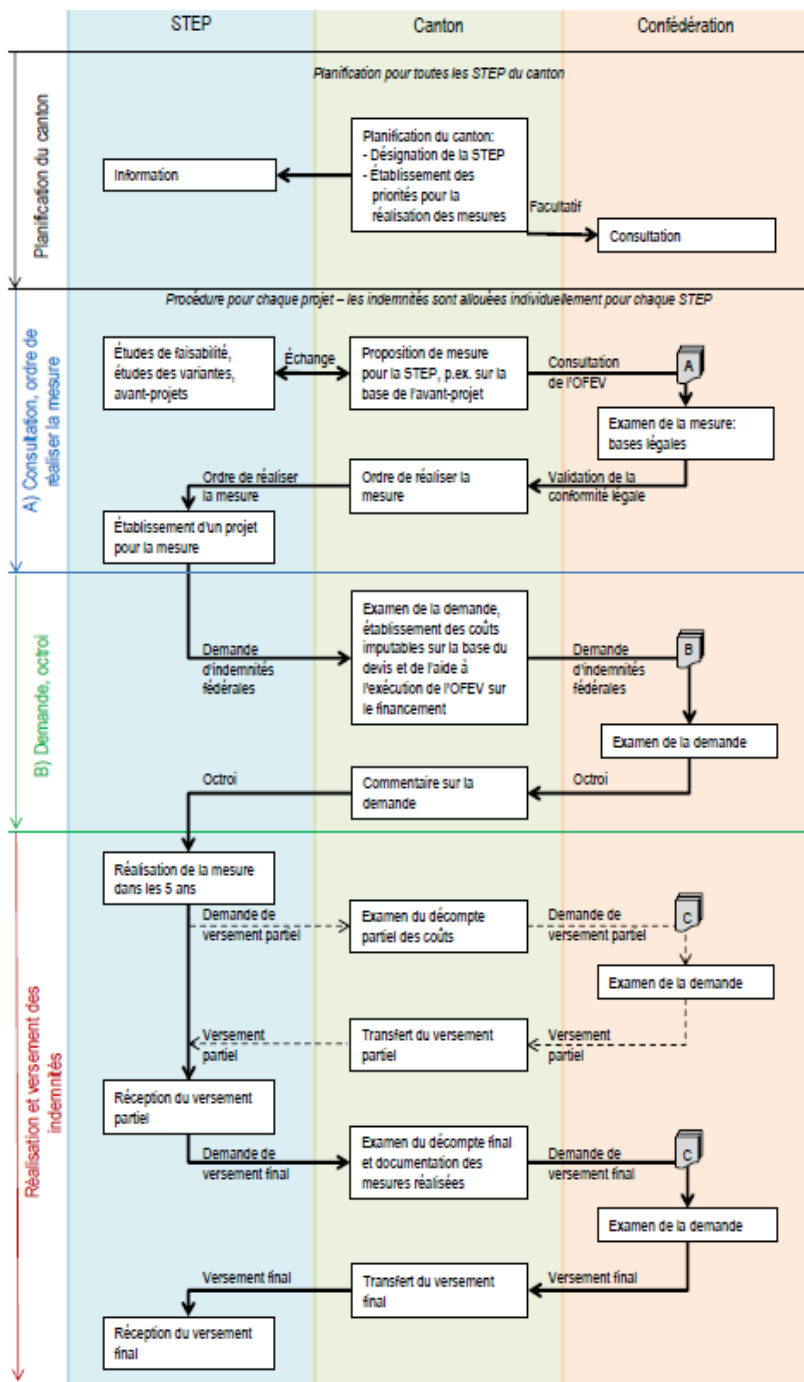 STEP
Canton
Confédération
Planification du canton
Planification pour toutes les STEP du canton
Planification du canton:
- Désignation de la STEP
- Établissement des
priorités pour la
réalisation des mesures
Information
Facultatif
Consultation
A) Consultation, ordre de
réaliser la mesure
Procédure pour chaque projet – les indemnités sont allouées individuellement pour chaque STEP
Études de faisabilité,
études des variantes,
avant-projets
Échange
Proposition de mesure
pour la STEP, p.ex. sur la
base de l'avant-projet
Consultation
de l'OFEV
A
Examen de la mesure:
bases légales
Ordre de réaliser
la mesure
Ordre de réaliser la
mesure
Validation de la
conformité légale
Établissement d'un projet
pour la mesure
B) Demande, octroi
Demande
d'indemnités
fédérales
Examen de la demande,
établissement des coûts
imputables sur la base du
devis et de l'aide à
l'exécution de l'OFEV sur
le financement
Demande
d'indemnités
fédérales
B
Examen de la demande
Octroi
Commentaire sur la
demande
Octroi
Réalisation et versement des
indemnités
Réalisation de la mesure
dans les 5 ans
Demande de
versement partiel
Examen du décompte
partiel des coûts
Demande de
versement partiel
C
Examen de la demande
Versement
partiel
Transfert du versement
partiel
Versement
partiel
Réception du versement
partiel
Demande de
versement final
Examen du décompte final
et documentation des
mesures réalisées
Demande de
versement final
C
Examen de la demande
Versement final
Transfert du versement
final
Versement final
Réception du versement
final